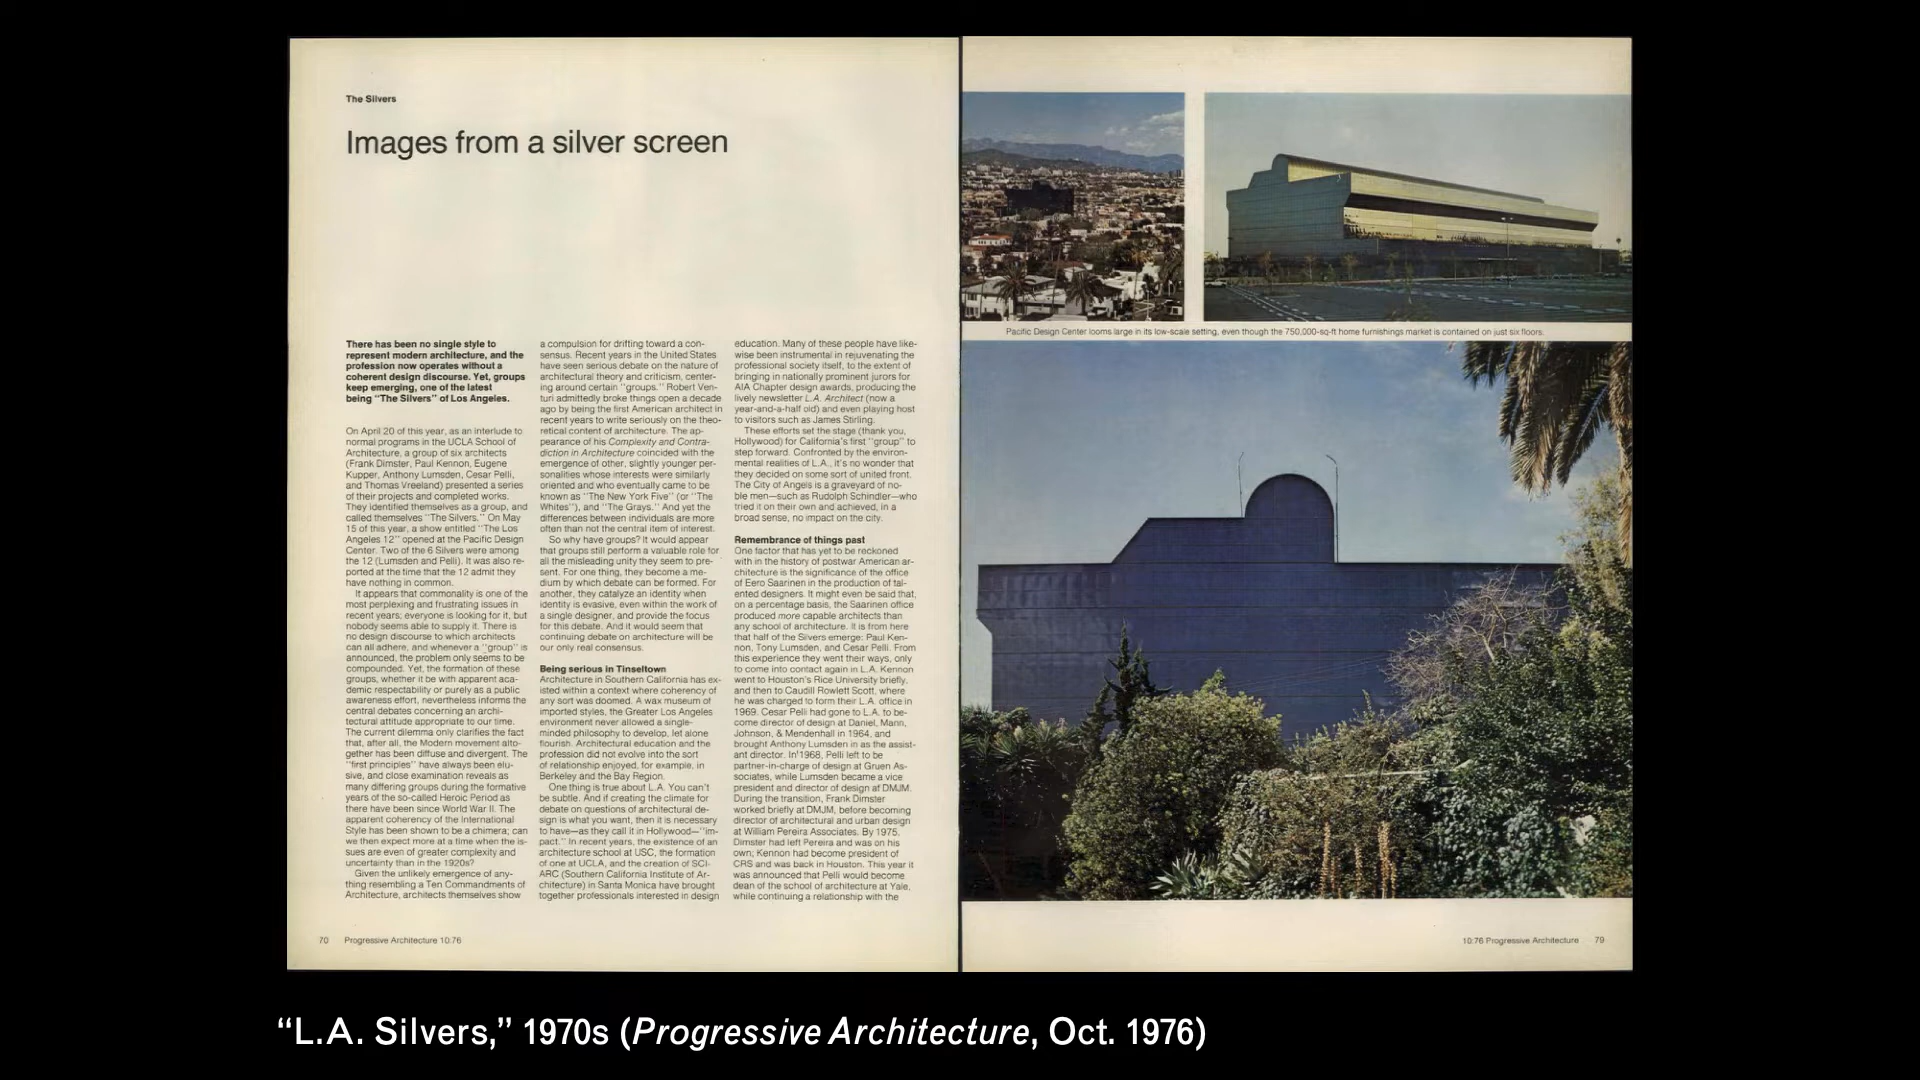 The Silvers
Images from a silver screen
There has been no single style to
represent modern architecture, and the
profession now operates without a
coherent design discourse. Yet, groups
keep emerging, one of the latest
being "The Silvers" of Los Angeles.
On April 20 of this year, as an interlude to
normal programs in the UCLA School of
Architecture, a group of six architects
(Frank Dimster, Paul Kennon, Eugene
Kupper, Anthony Lumsden, Cesar Pelli,
and Thomas Vreeland) presented a series
of their projects and completed works.
They identified themselves as a group, and
called themselves "The Silvers." On May
15 of this year, a show entitled "The Los
Angeles 12" opened at the Pacific Design
Center. Two of the 6 Silvers were among
the 12 (Lumsden and Pelli). It was also re-
ported at the time that the 12 admit they
have nothing in common.
It appears that commonality is one of the
most perplexing and frustrating issues in
recent years; everyone is looking for it, but
nobody seems able to supply it. There is
no design discourse to which architects
can all adhere, and whenever a "group" is
announced, the problem only seems to be
compounded. Yet, the formation of these
groups, whether it be with apparent aca-
demic respectability or purely as a public
awareness effort, nevertheless informs the
central debates concerning an archi-
tectural attitude appropriate to our time.
The current dilemma only clarifies the fact
that, after all, the Modern movement alto-
gether has been diffuse and divergent. The
"first principles" have always been elu-
sive, and close examination reveals as
many differing groups during the formative
years of the so-called Heroic Period as
there have been since World War II. The
apparent coherency of the International
Style has been shown to be a chimera; can
we then expect more at a time when the is-
sues are even of greater complexity and
uncertainty than in the 1920s?
Given the unlikely emergence of any-
thing resembling a Ten Commandments of
Architecture, architects themselves show
a compulsion for drifting toward a con-
sensus. Recent years in the United States
have seen serious debate on the nature of
architectural theory and criticism, center-
ing around certain "groups." Robert Ven-
turi admittedly broke things open a decade
ago by being the first American architect in
recent years to write seriously on the theo-
retical content of architecture. The ap-
pearance of his Complexity and Contra-
diction in Architecture coincided with the
emergence of other, slightly younger per-
sonalities whose interests were similarly
oriented and who eventually came to be
known as "The New York Five" (or "The
Whites"), and "The Grays." And yet the
differences between individuals are more
often than not the central item of interest.
So why have groups? It would appear
that groups still perform a valuable role for
all the misleading unity they seem to pre-
sent. For one thing, they become a me-
dium by which debate can be formed. For
another, they catalyze an identity when
identity is evasive, even within the work of
a single designer, and provide the focus
for this debate. And it would seem that
continuing debate on architecture will be
our only real consensus.
Being serious in Tinseltown
Architecture in Southern California has ex-
isted within a context where coherency of
any sort was doomed. A wax museum of
imported styles, the Greater Los Angeles
environment never allowed a single-
minded philosophy to develop, let alone
flourish. Architectural education and the
profession did not evolve into the sort
of relationship enjoyed, for example, in
Berkeley and the Bay Region.
One thing is true about L.A. You can't
be subtle. And if creating the climate for
debate on questions of architectural de-
sign is what you want, then it is necessary
to have—as they call it in Hollywood—"im-
pact." In recent years, the existence of an
architecture school at USC, the formation
of one at UCLA, and the creation of SCI-
ARC (Southern California Institute of Ar-
chitecture) in Santa Monica have brought
together professionals interested in design
education. Many of these people have like-
wise been instrumental in rejuvenating the
professional society itself, to the extent of
bringing in nationally prominent jurors for
AIA Chapter design awards, producing the
lively newsletter L.A. Architect (now a
year-and-a-half old) and even playing host
to visitors such as James Stirling.
These efforts set the stage (thank you,
Hollywood) for California's first "group" to
step forward. Confronted by the environ-
mental realities of L.A., it's no wonder that
they decided on some sort of united front.
The City of Angels is a graveyard of no-
ble men—such as Rudolph Schindler—who
tried it on their own and achieved, in a
broad sense, no impact on the city.
Remembrance of things past
One factor that has yet to be reckoned
with in the history of postwar American ar-
chitecture is the significance of the office
of Eero Saarinen in the production of tal-
ented designers. It might even be said that,
on a percentage basis, the Saarinen office
produced more capable architects than
any school of architecture. It is from here
that half of the Silvers emerge: Paul Ken-
non, Tony Lumsden, and Cesar Pelli. From
this experience they went their ways, only
to come into contact again in L.A. Kennon
went to Houston's Rice University briefly,
and then to Caudill Rowlett Scott, where
he was charged to form their L.A. office in
1969. Cesar Pelli had gone to L.A. to be-
come director of design at Daniel, Mann,
Johnson, & Mendenhall in 1964, and
brought Anthony Lumsden in as the assist-
ant director. In 1968, Pelli left to be
partner-in-charge of design at Gruen As-
sociates, while Lumsden became a vice
president and director of design at DMJM.
During the transition, Frank Dimster
worked briefly at DMJM, before becoming
director of architectural and urban design
at William Pereira Associates. By 1975,
Dimster had left Pereira and was on his
own; Kennon had become president of
CRS and was back in Houston. This year it
was announced that Pelli would become
dean of the school of architecture at Yale,
while continuing a relationship with the
70 Progressive Architecture 10:76
Pacific Design Center looms large in its low-scale setting, even though the 750,000-sq-ft home furnishings market is contained on just six floors.
10:76 Progressive Architecture 79
“L.A. Silvers,” 1970s (Progressive Architecture, Oct. 1976)